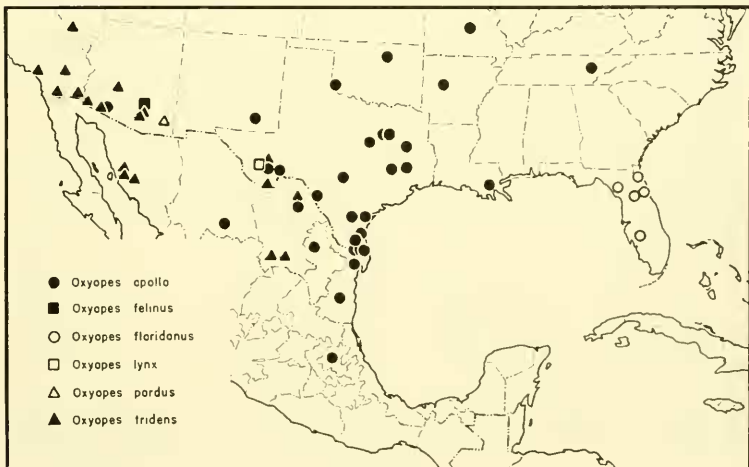 Oxyopes apollo
Oxyopes felinus
Oxyopes floridanus
Oxyopes lynx
Oxyopes pardus
Oxyopes tridens